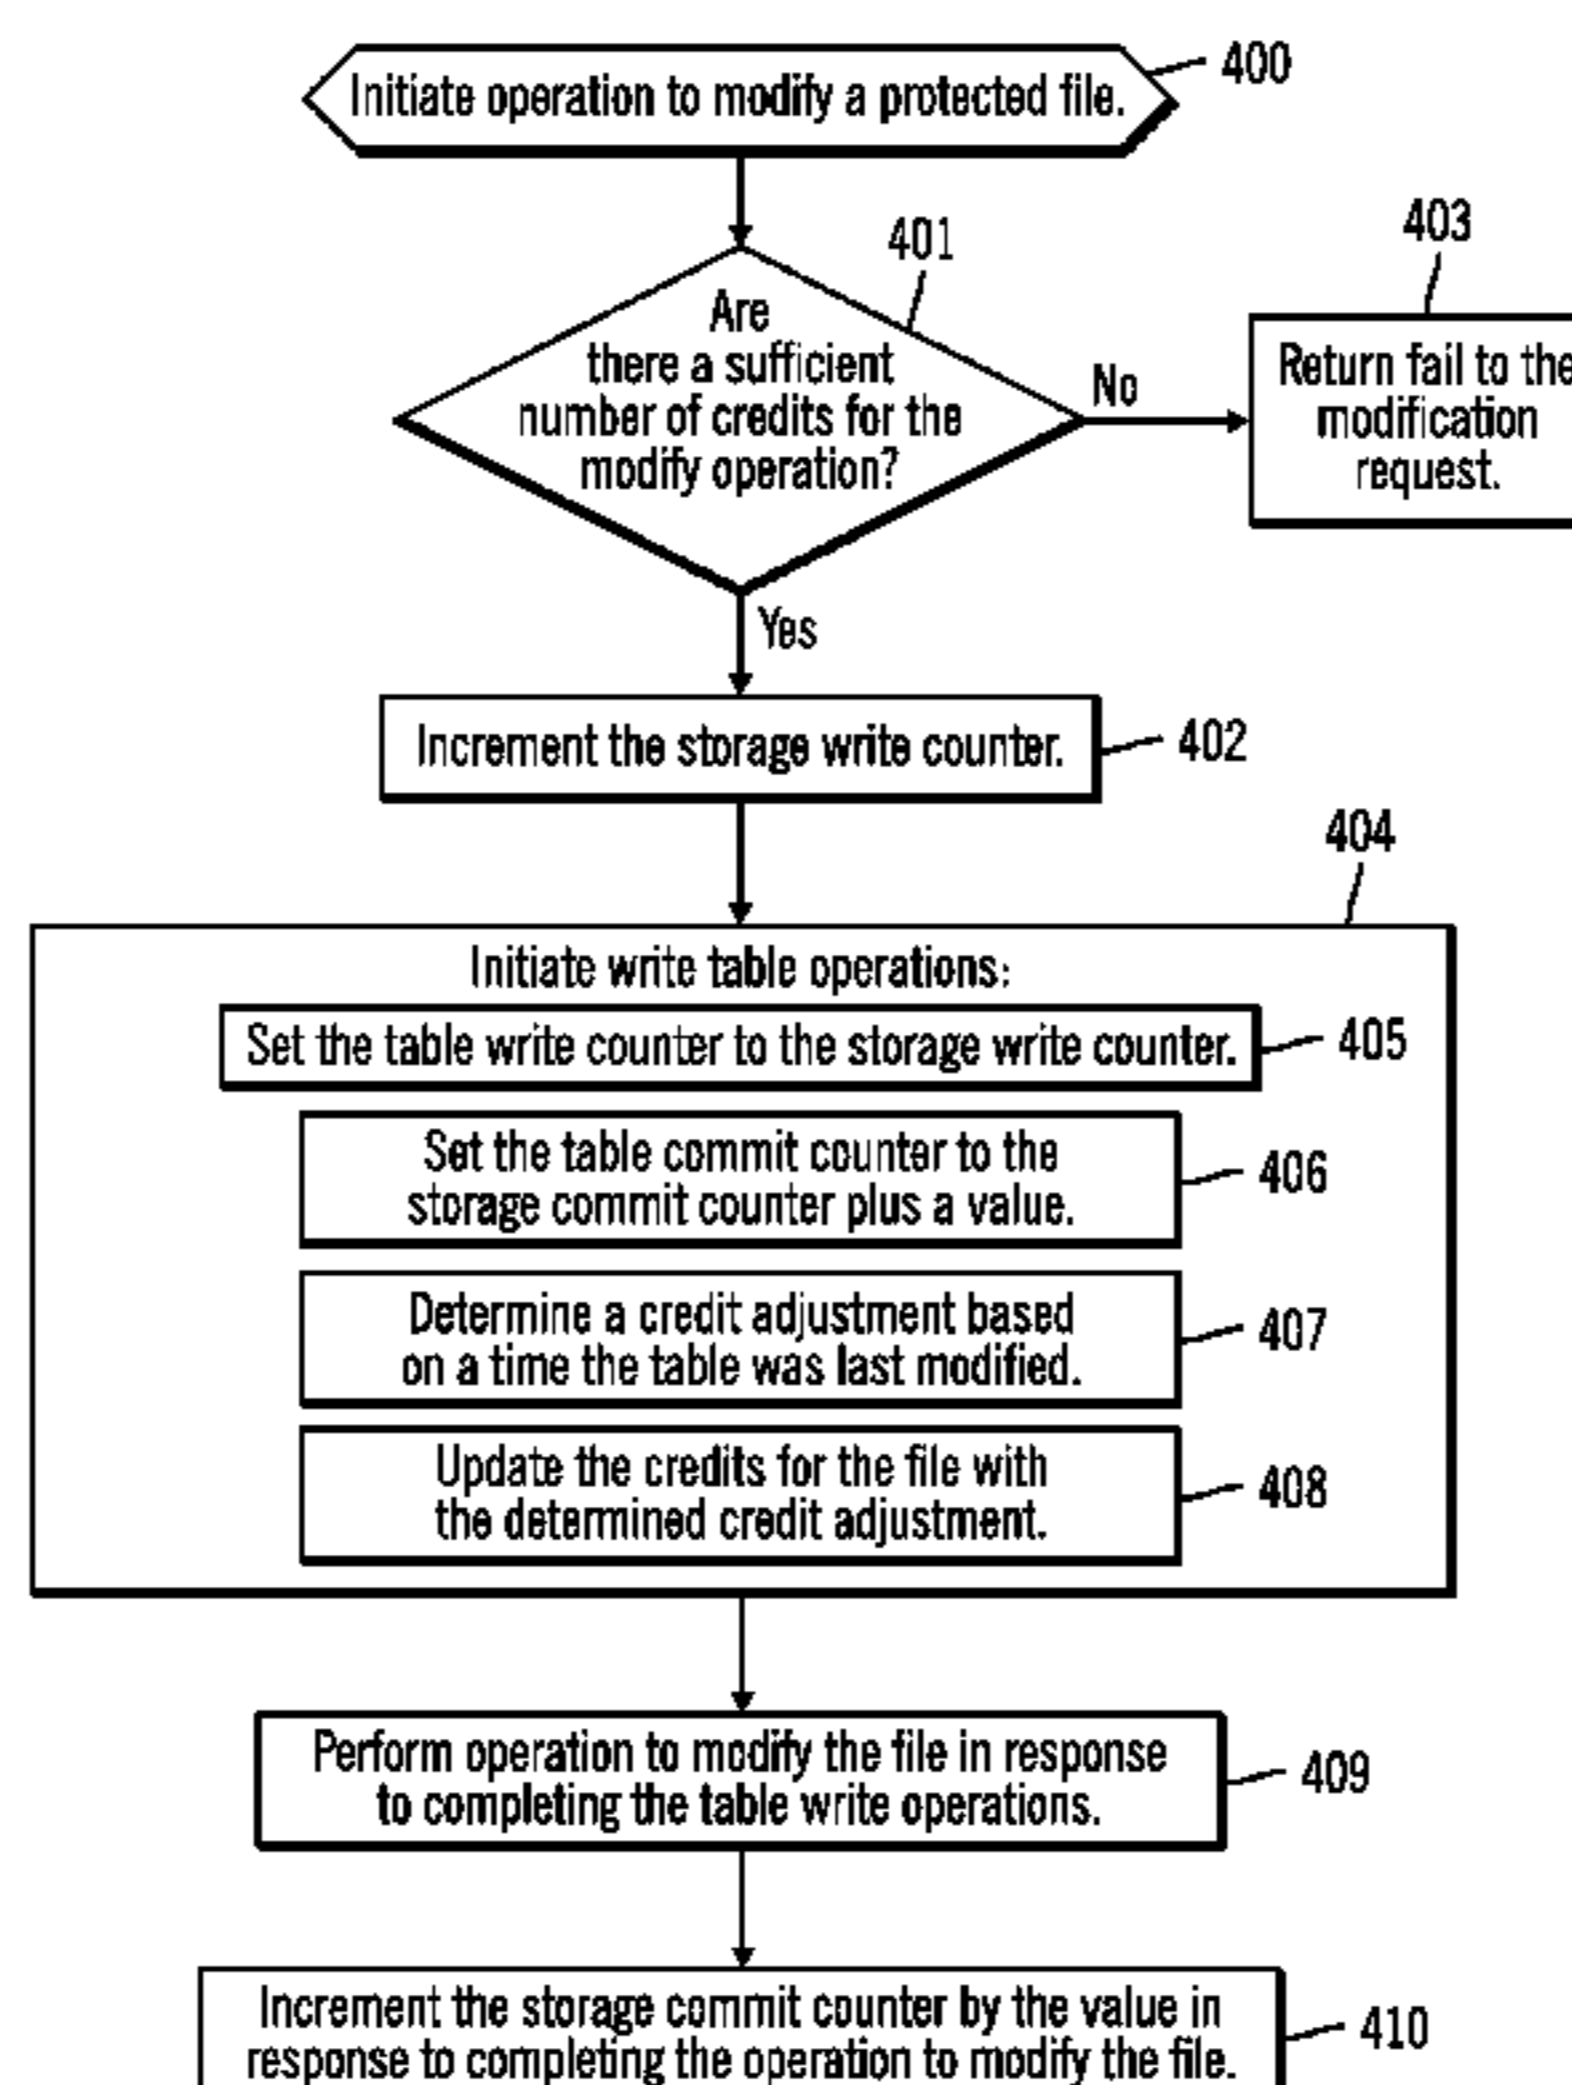 400
Initiate operation to modify a protected file.
401
403
Are
there a sufficient
number of credits for the
modify operation?
No
Return fail to the
modification
request.
Yes
Increment the storage write counter.
402
404
Initiate write table operations:
Set the table write counter to the storage write counter.
405
Set the table commit counter to the
storage commit counter plus a value.
406
Determine a credit adjustment based
on a time the table was last modified.
407
Update the credits for the file with
the determined credit adjustment.
408
Perform operation to modify the file in response
to completing the table write operations.
409
Increment the storage commit counter by the value in
response to completing the operation to modify the file.
410